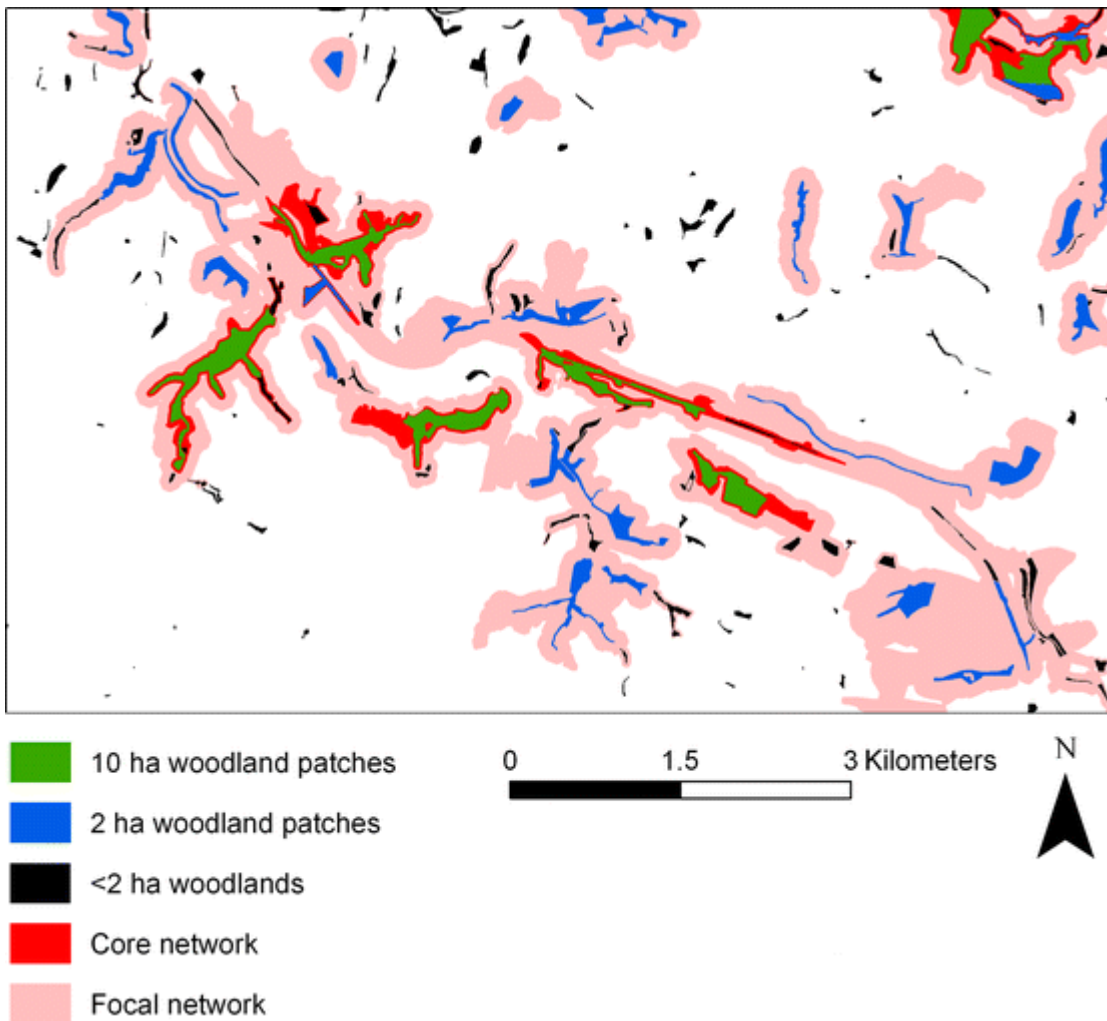 10 ha woodland patches
2 ha woodland patches
<2 ha woodlands
Core network
Focal network
0 1.5 3 Kilometers
N